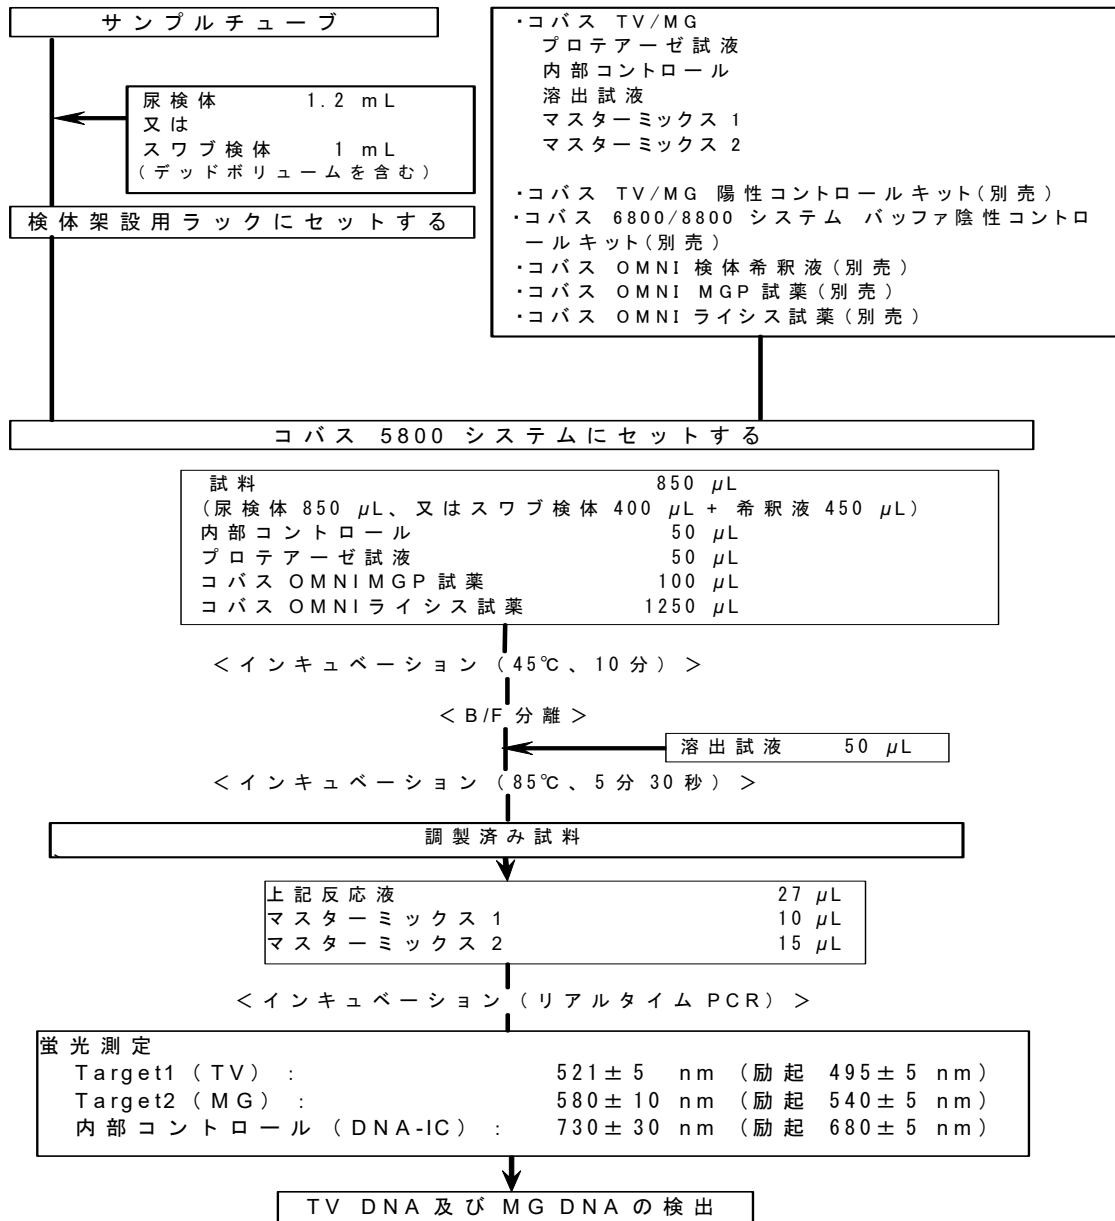 サンプルチューブ
尿検体 1.2 mL
又は
スワブ検体 1 mL
(デッドボリュームを含む)
検体架設用ラックにセットする
・コバス TV/MG
プロテアーゼ試液
内部コントロール
溶出試液
マスターミックス 1
マスターミックス 2
・コバス TV/MG 陽性コントロールキット(別売)
・コバス 6800/8800 システム バッファ陰性コントロ
ールキット(別売)
・コバス OMNI 検体希釈液(別売)
・コバス OMNI MGP 試薬(別売)
・コバス OMNI ライシス試薬(別売)
コバス 5800 システムにセットする
試料 850 µL
(尿検体 850 µL、又はスワブ検体 400 µL + 希釈液 450 µL)
内部コントロール 50 µL
プロテアーゼ試液 50 µL
コバス OMNI MGP 試薬 100 µL
コバス OMNI ライシス試薬 1250 µL
<インキュベーション(45℃、10分)>
<B/F 分離>
溶出試液 50 µL
<インキュベーション(85℃、5分30秒)>
調製済み試料
上記反応液 27 µL
マスターミックス 1 10 µL
マスターミックス 2 15 µL
<インキュベーション(リアルタイム PCR)>
蛍光測定
Target1(TV): 521±5 nm (励起 495±5 nm)
Target2(MG): 580±10 nm (励起 540±5 nm)
内部コントロール(DNA-IC): 730±30 nm (励起 680±5 nm)
TV DNA 及び MG DNA の検出